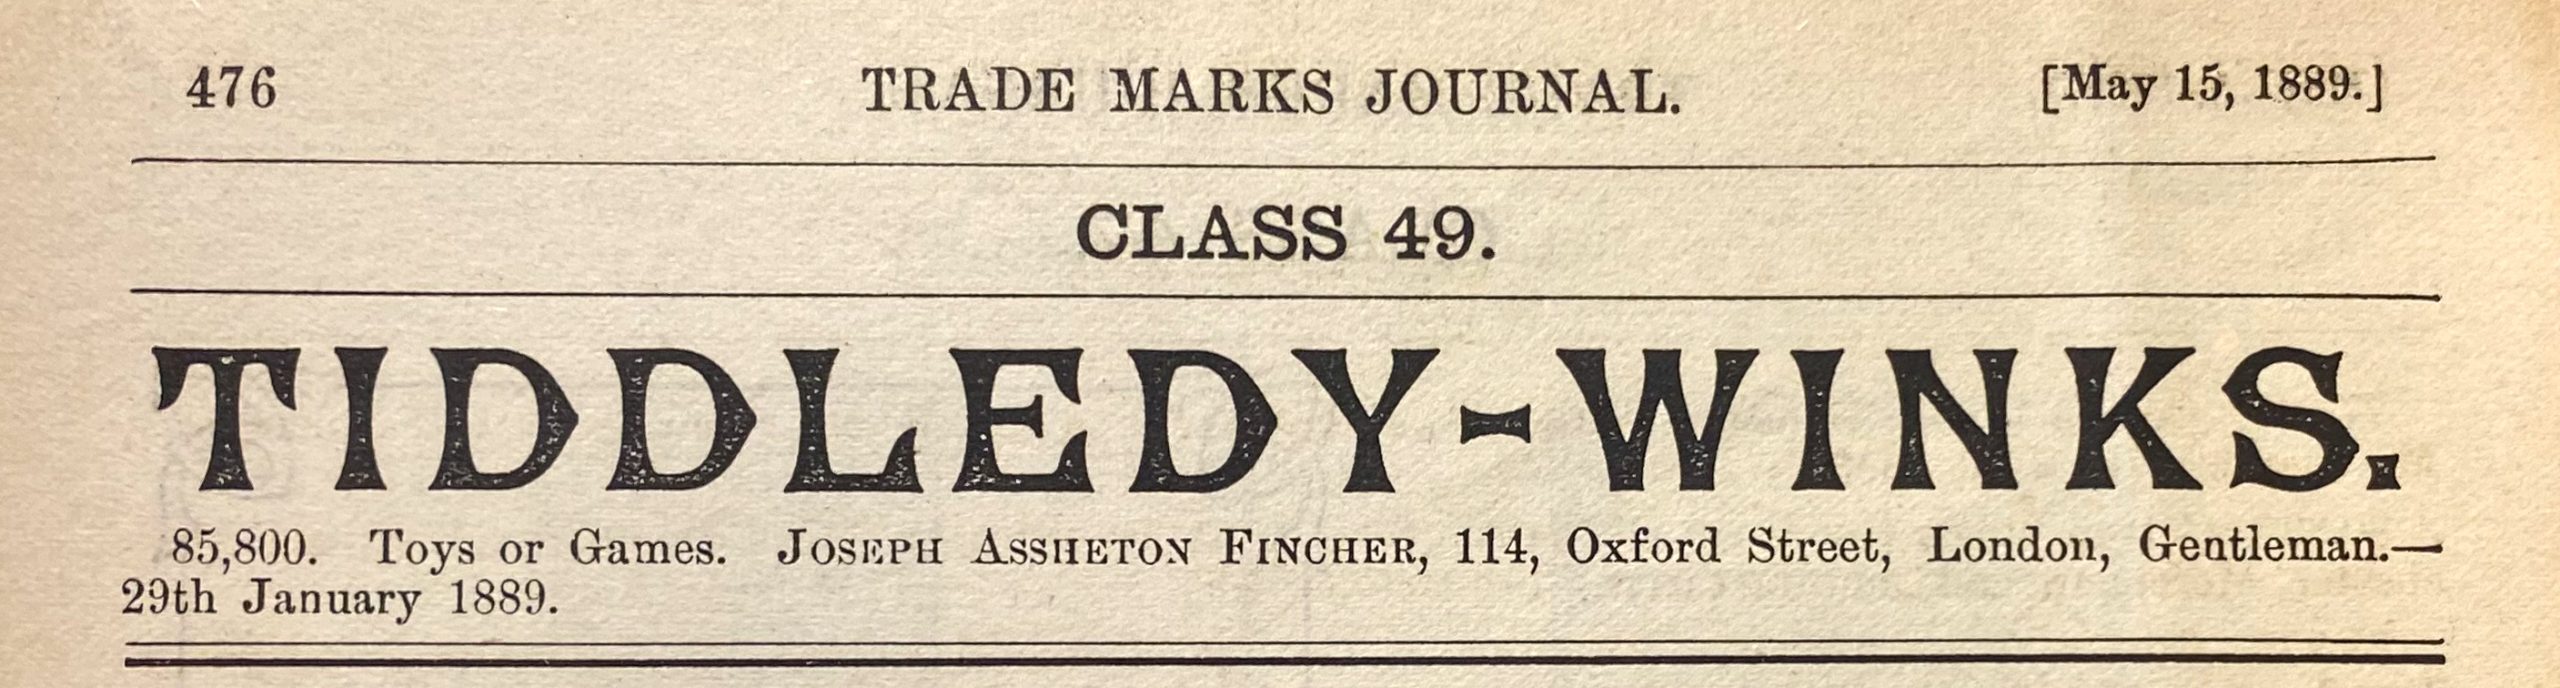 476 TRADE MARKS JOURNAL. [May 15, 1889.]
CLASS 49.
TIDDLEDY-WINKS.
85,800. Toys or Games. JOSEPH ASSHETON FINCHER, 114, Oxford Street, London, Gentleman.—
29th January 1889.